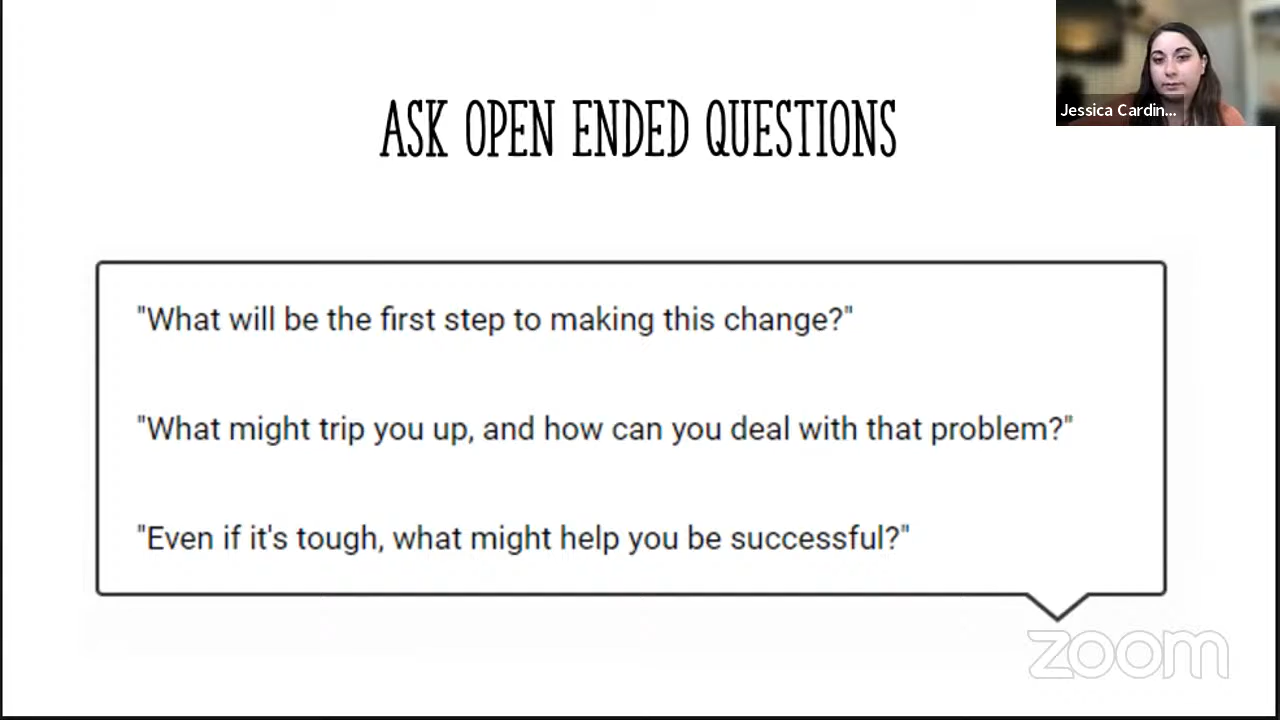 ASK OPEN ENDED QUESTIONS
Jessica Cardin...
"What will be the first step to making this change?"
"What might trip you up, and how can you deal with that problem?"
"Even if it's tough, what might help you be successful?"
zoom